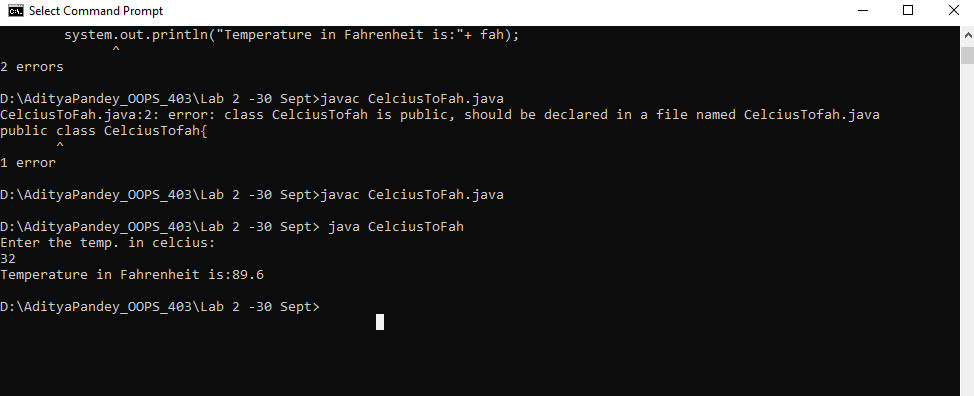 Select Command Prompt
system.out.println("Temperature in Fahrenheit is:"+ fah);
^
2 errors
D:\AdityaPandey_OOPS_403\Lab 2 -30 Sept>javac CelciusToFah.java
CelciusToFah.java:2: error: class CelciusTofah is public, should be declared in a file named CelciusTofah.java
public class CelciusTofah{
^
1 error
D:\AdityaPandey_OOPS_403\Lab 2 -30 Sept>javac CelciusToFah.java
D:\AdityaPandey_OOPS_403\Lab 2 -30 Sept> java CelciusToFah
Enter the temp. in celcius:
32
Temperature in Fahrenheit is:89.6
D:\AdityaPandey_OOPS_403\Lab 2 -30 Sept>